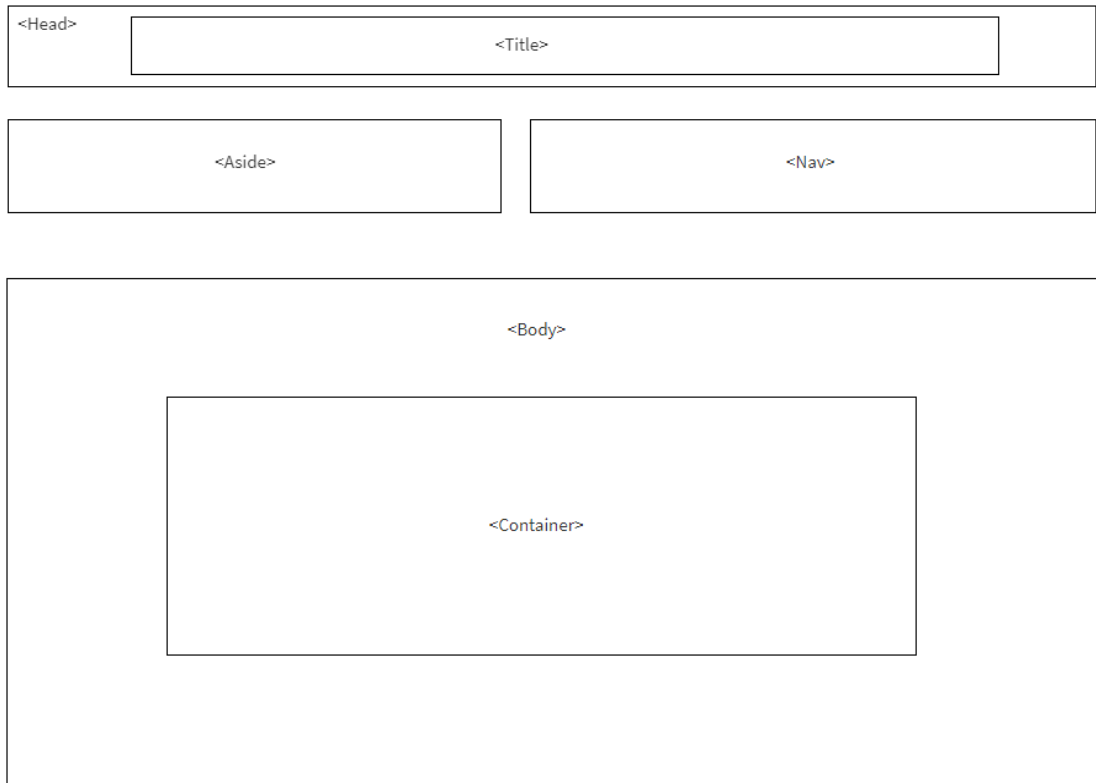 <Head>
<Title>
<Aside>
<Nav>
<Body>
<Container>